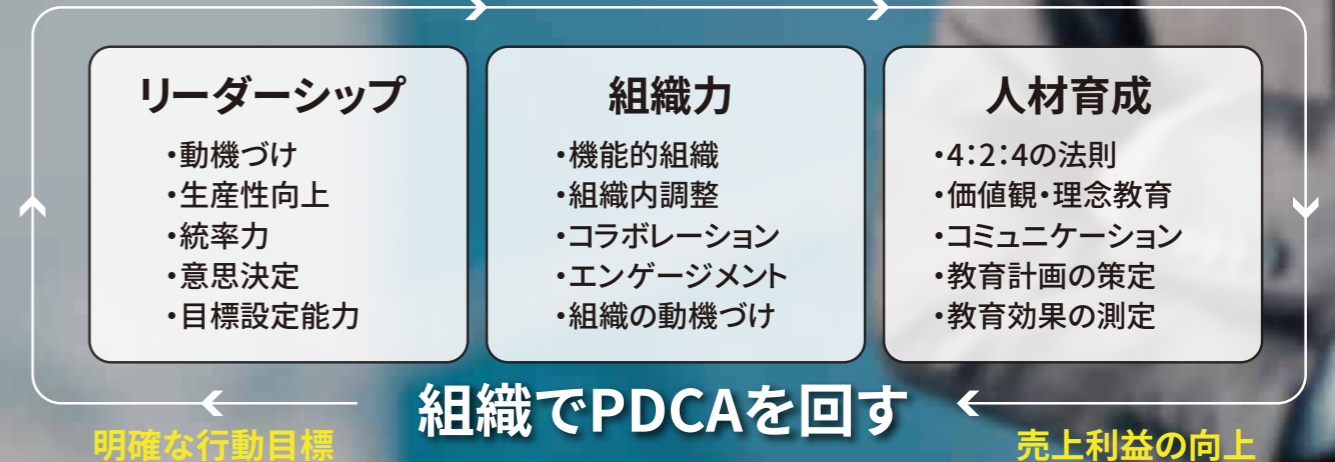 リーダーシップ
・動機づけ
・生産性向上
・統率力
・意思決定
・目標設定能力
組織力
・機能的組織
・組織内調整
・コラボレーション
・エンゲージメント
・組織の動機づけ
人材育成
・4：2：4の法則
・価値観・理念教育
・コミュニケーション
・教育計画の策定
・教育効果の測定
組織でPDCAを回す
明確な行動目標
売上利益の向上